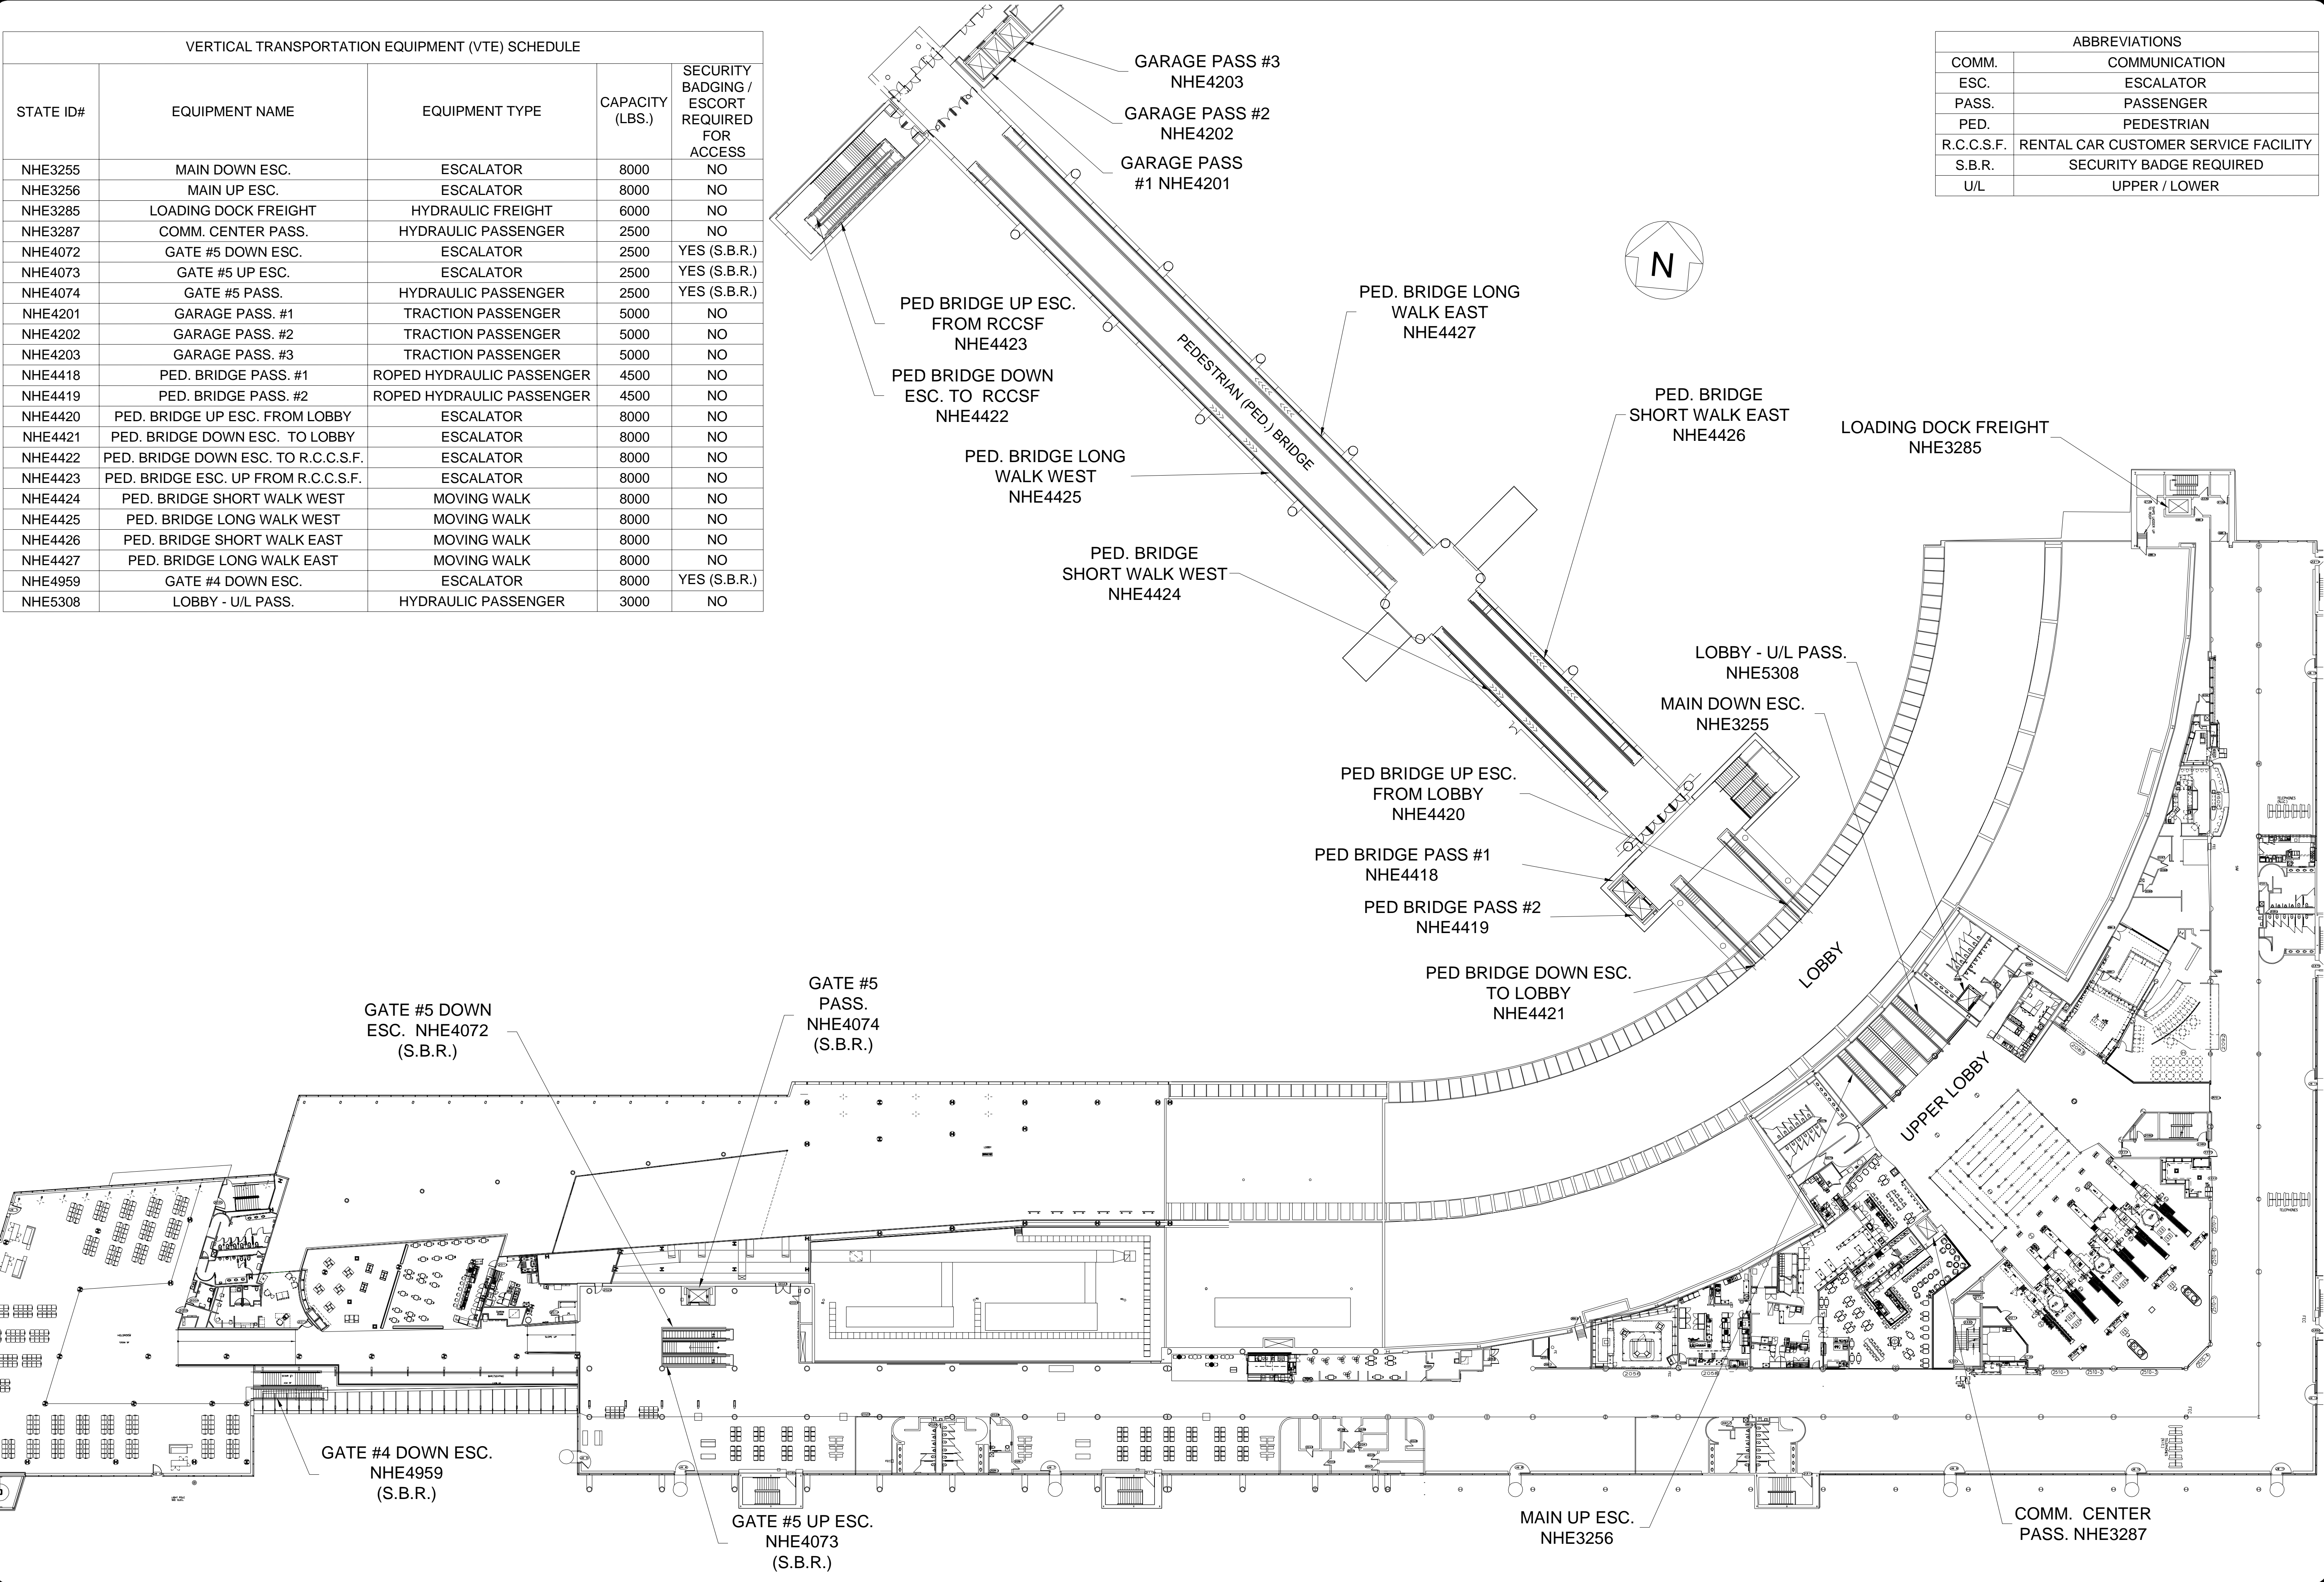 VERTICAL TRANSPORTATION EQUIPMENT (VTE) SCHEDULE
STATE ID# EQUIPMENT NAME EQUIPMENT TYPE CAPACITY (LBS.) SECURITY BADGING / ESCORT REQUIRED FOR ACCESS
NHE3255 MAIN DOWN ESC. ESCALATOR 8000 NO
NHE3256 MAIN UP ESC. ESCALATOR 8000 NO
NHE3285 LOADING DOCK FREIGHT HYDRAULIC FREIGHT 6000 NO
NHE3287 COMM. CENTER PASS. HYDRAULIC PASSENGER 2500 NO
NHE4072 GATE #5 DOWN ESC. ESCALATOR 2500 YES (S.B.R.)
NHE4073 GATE #5 UP ESC. ESCALATOR 2500 YES (S.B.R.)
NHE4074 GATE #5 PASS. HYDRAULIC PASSENGER 2500 YES (S.B.R.)
NHE4201 GARAGE PASS. #1 TRACTION PASSENGER 5000 NO
NHE4202 GARAGE PASS. #2 TRACTION PASSENGER 5000 NO
NHE4203 GARAGE PASS. #3 TRACTION PASSENGER 5000 NO
NHE4418 PED. BRIDGE PASS. #1 ROPED HYDRAULIC PASSENGER 4500 NO
NHE4419 PED. BRIDGE PASS. #2 ROPED HYDRAULIC PASSENGER 4500 NO
NHE4420 PED. BRIDGE UP ESC. FROM LOBBY ESCALATOR 8000 NO
NHE4421 PED. BRIDGE DOWN ESC. TO LOBBY ESCALATOR 8000 NO
NHE4422 PED. BRIDGE DOWN ESC. TO R.C.C.S.F. ESCALATOR 8000 NO
NHE4423 PED. BRIDGE ESC. UP FROM R.C.C.S.F. ESCALATOR 8000 NO
NHE4424 PED. BRIDGE SHORT WALK WEST MOVING WALK 8000 NO
NHE4425 PED. BRIDGE LONG WALK WEST MOVING WALK 8000 NO
NHE4426 PED. BRIDGE SHORT WALK EAST MOVING WALK 8000 NO
NHE4427 PED. BRIDGE LONG WALK EAST MOVING WALK 8000 NO
NHE4959 GATE #4 DOWN ESC. ESCALATOR 8000 YES (S.B.R.)
NHE5308 LOBBY - U/L PASS. HYDRAULIC PASSENGER 3000 NO
ABBREVIATIONS
COMM. COMMUNICATION
ESC. ESCALATOR
PASS. PASSENGER
PED. PEDESTRIAN
R.C.C.S.F. RENTAL CAR CUSTOMER SERVICE FACILITY
S.B.R. SECURITY BADGE REQUIRED
U/L UPPER / LOWER
GARAGE PASS #3
NHE4203
GARAGE PASS #2
NHE4202
GARAGE PASS
#1 NHE4201
N
PED BRIDGE UP ESC.
FROM RCCSF
NHE4423
PED BRIDGE DOWN
ESC. TO RCCSF
NHE4422
PED. BRIDGE LONG
WALK EAST
NHE4427
PEDESTRIAN (PED.) BRIDGE
PED. BRIDGE
SHORT WALK EAST
NHE4426
LOADING DOCK FREIGHT
NHE3285
PED. BRIDGE LONG
WALK WEST
NHE4425
PED. BRIDGE
SHORT WALK WEST
NHE4424
LOBBY - U/L PASS.
NHE5308
MAIN DOWN ESC.
NHE3255
PED BRIDGE UP ESC.
FROM LOBBY
NHE4420
PED BRIDGE PASS #1
NHE4418
PED BRIDGE PASS #2
NHE4419
PED BRIDGE DOWN ESC.
TO LOBBY
NHE4421
LOBBY
UPPER LOBBY
GATE #5 DOWN
ESC. NHE4072
(S.B.R.)
GATE #5
PASS.
NHE4074
(S.B.R.)
TELEPHONES
TELEPHONES
GATE #4 DOWN ESC.
NHE4959
(S.B.R.)
GATE #5 UP ESC.
NHE4073
(S.B.R.)
MAIN UP ESC.
NHE3256
COMM. CENTER
PASS. NHE3287